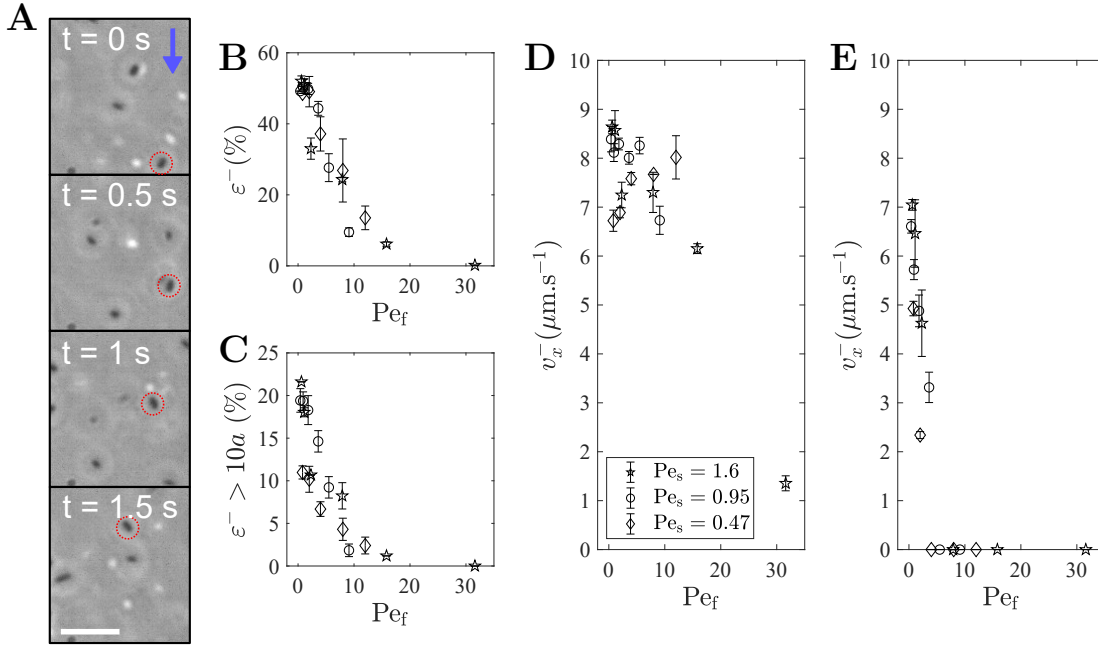 A
t = 0 s
t = 0.5 s
t = 1 s
t = 1.5 s
B
60
40
20
0
ε⁻ (%)
0 10 20 30
Pe_f
C
25
20
15
10
5
0
ε⁻ > 10a (%)
0 10 20 30
Pe_f
D
10
9
8
7
6
5
4
3
2
1
0
v_x⁻ (μm.s⁻¹)
Pe_s = 1.6
Pe_s = 0.95
Pe_s = 0.47
0 10 20 30
Pe_f
E
10
9
8
7
6
5
4
3
2
1
0
v_x⁻ (μm.s⁻¹)
0 10 20 30
Pe_f